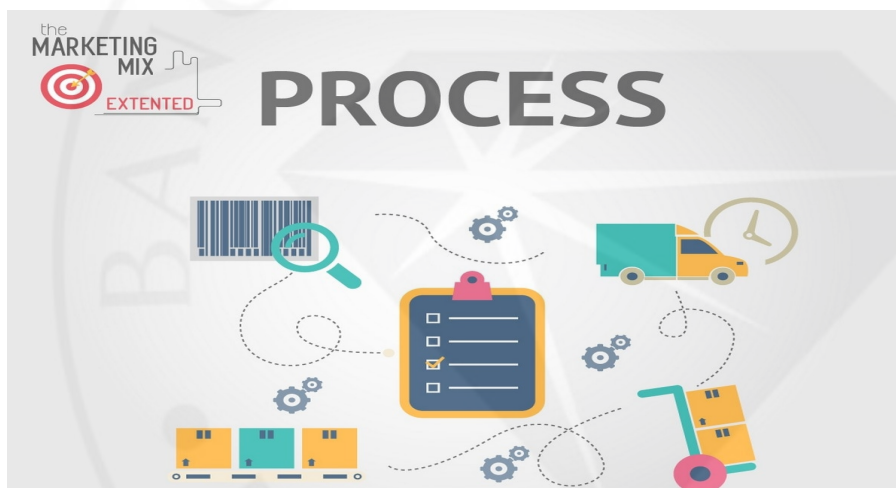 the
MARKETING
MIX
EXTENTED
PROCESS